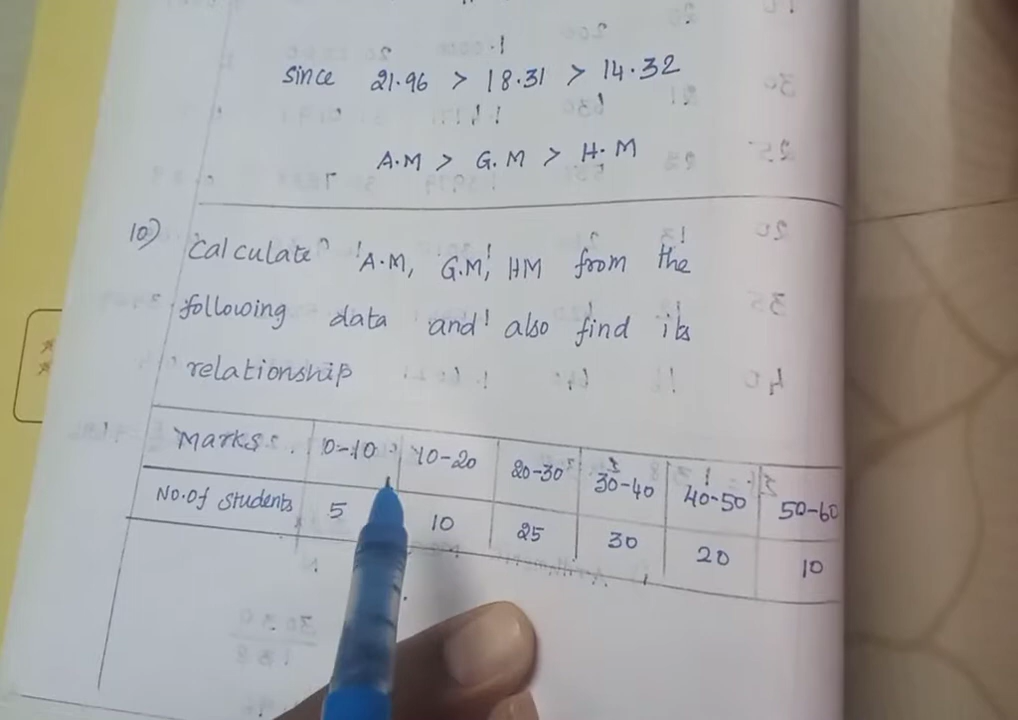 since 21.96 > 18.31 > 14.32
A.M > G.M > H.M
10) Calculate A.M, G.M, HM from the
following data and also find its
relationship
Marks: 0-10 10-20 20-30 30-40 40-50 50-60
No.Of Students 5 10 25 30 20 10